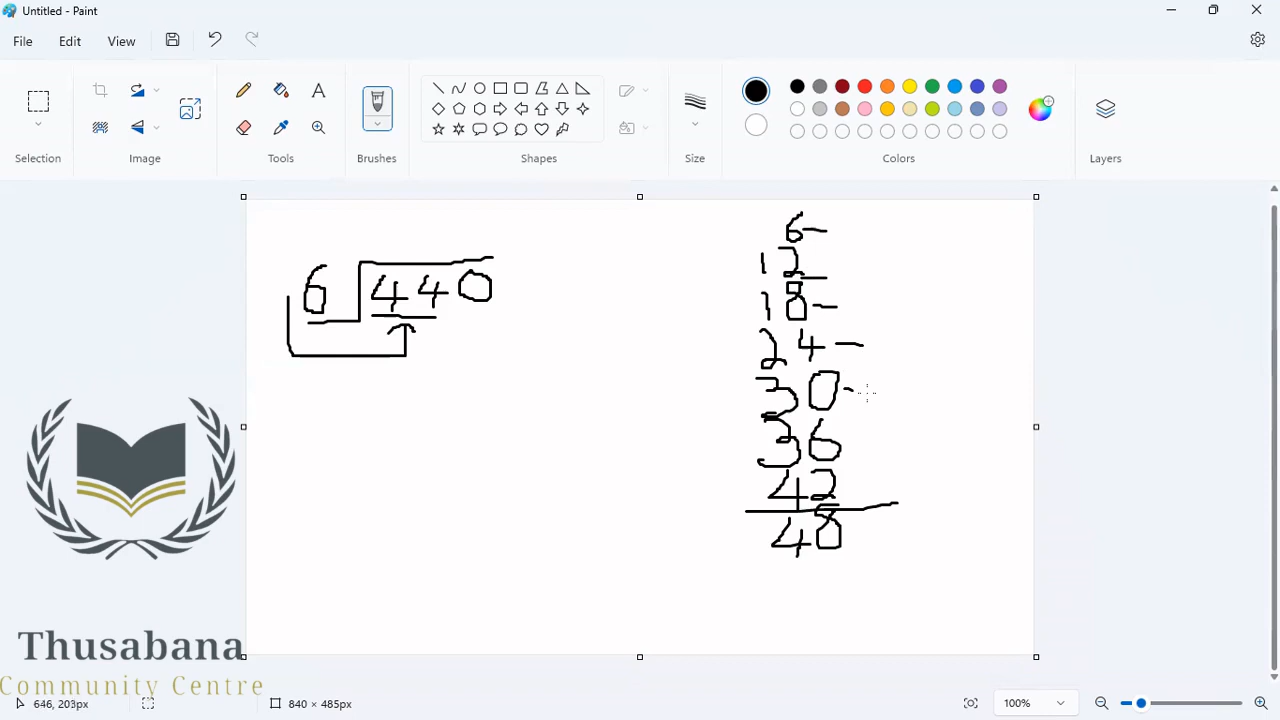 Untitled - Paint
File Edit View
Selection Image Tools Brushes Shapes Size Colors Layers
6 440
6-
12-
18-
24-
30-
36
42
48
Thusabana
Community Centre
646, 203px 840 × 485px 100%